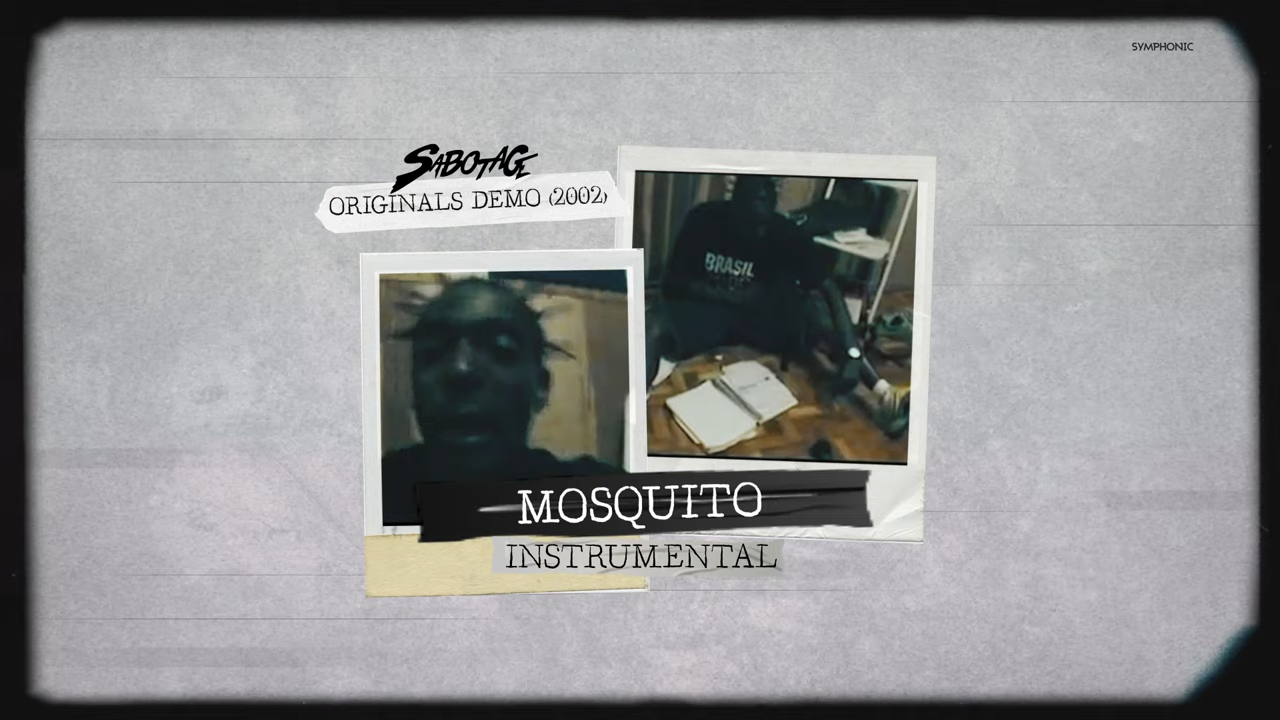 SYMPHONIC
SABOTAGE
ORIGINALS DEMO (2002)
BRASIL
MOSQUITO
INSTRUMENTAL